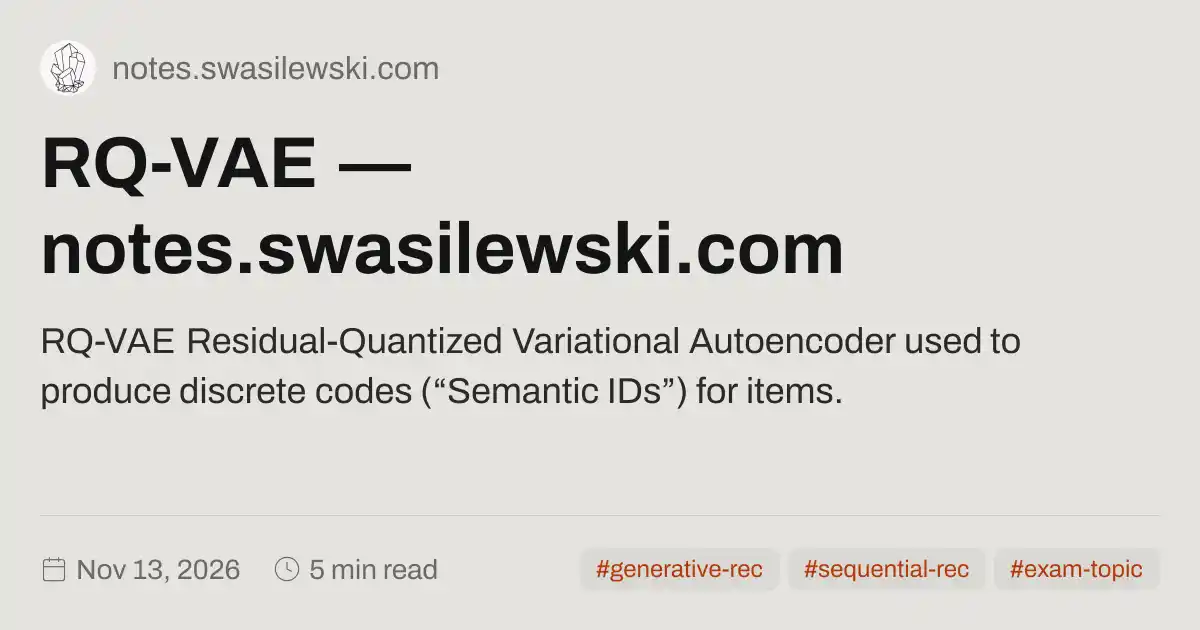 notes.swasilewski.com
RQ-VAE —
notes.swasilewski.com
RQ-VAE Residual-Quantized Variational Autoencoder used to
produce discrete codes (“Semantic IDs”) for items.
Nov 13, 2026 5 min read #generative-rec #sequential-rec #exam-topic